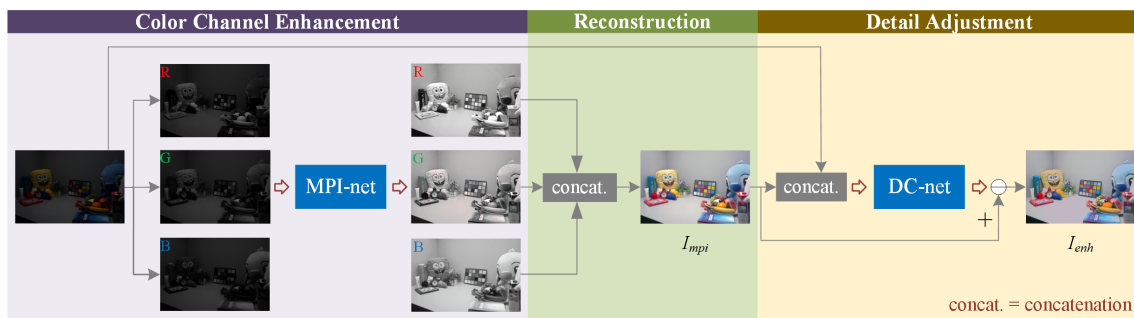 Color Channel Enhancement
Reconstruction
Detail Adjustment
R
R
G
MPI-net
G
concat.
concat.
DC-net
+
I_mpi
I_enh
B
B
concat. = concatenation